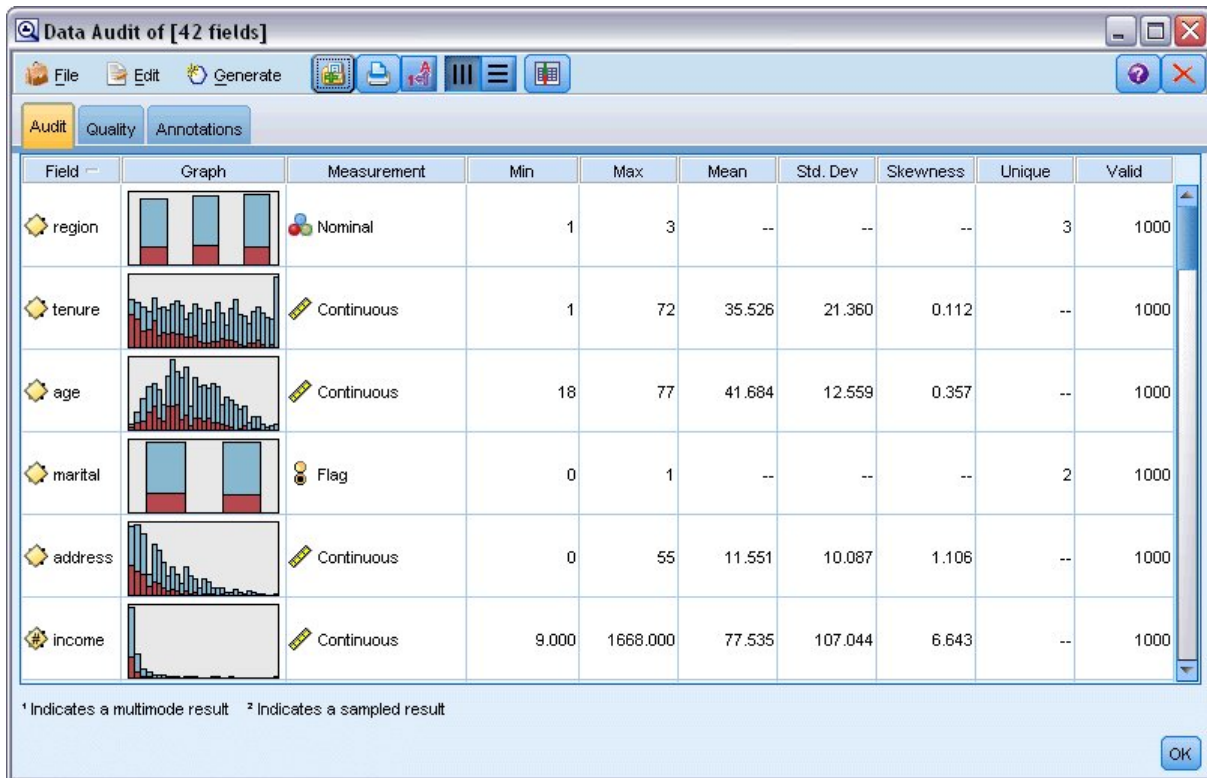 Data Audit of [42 fields]
File Edit Generate
Audit Quality Annotations
Field Graph Measurement Min Max Mean Std. Dev Skewness Unique Valid
region Nominal 1 3 -- -- -- 3 1000
tenure Continuous 1 72 35.526 21.360 0.112 -- 1000
age Continuous 18 77 41.684 12.559 0.357 -- 1000
marital Flag 0 1 -- -- -- 2 1000
address Continuous 0 55 11.551 10.087 1.106 -- 1000
income Continuous 9.000 1668.000 77.535 107.044 6.643 -- 1000
¹ Indicates a multimode result ² Indicates a sampled result
OK